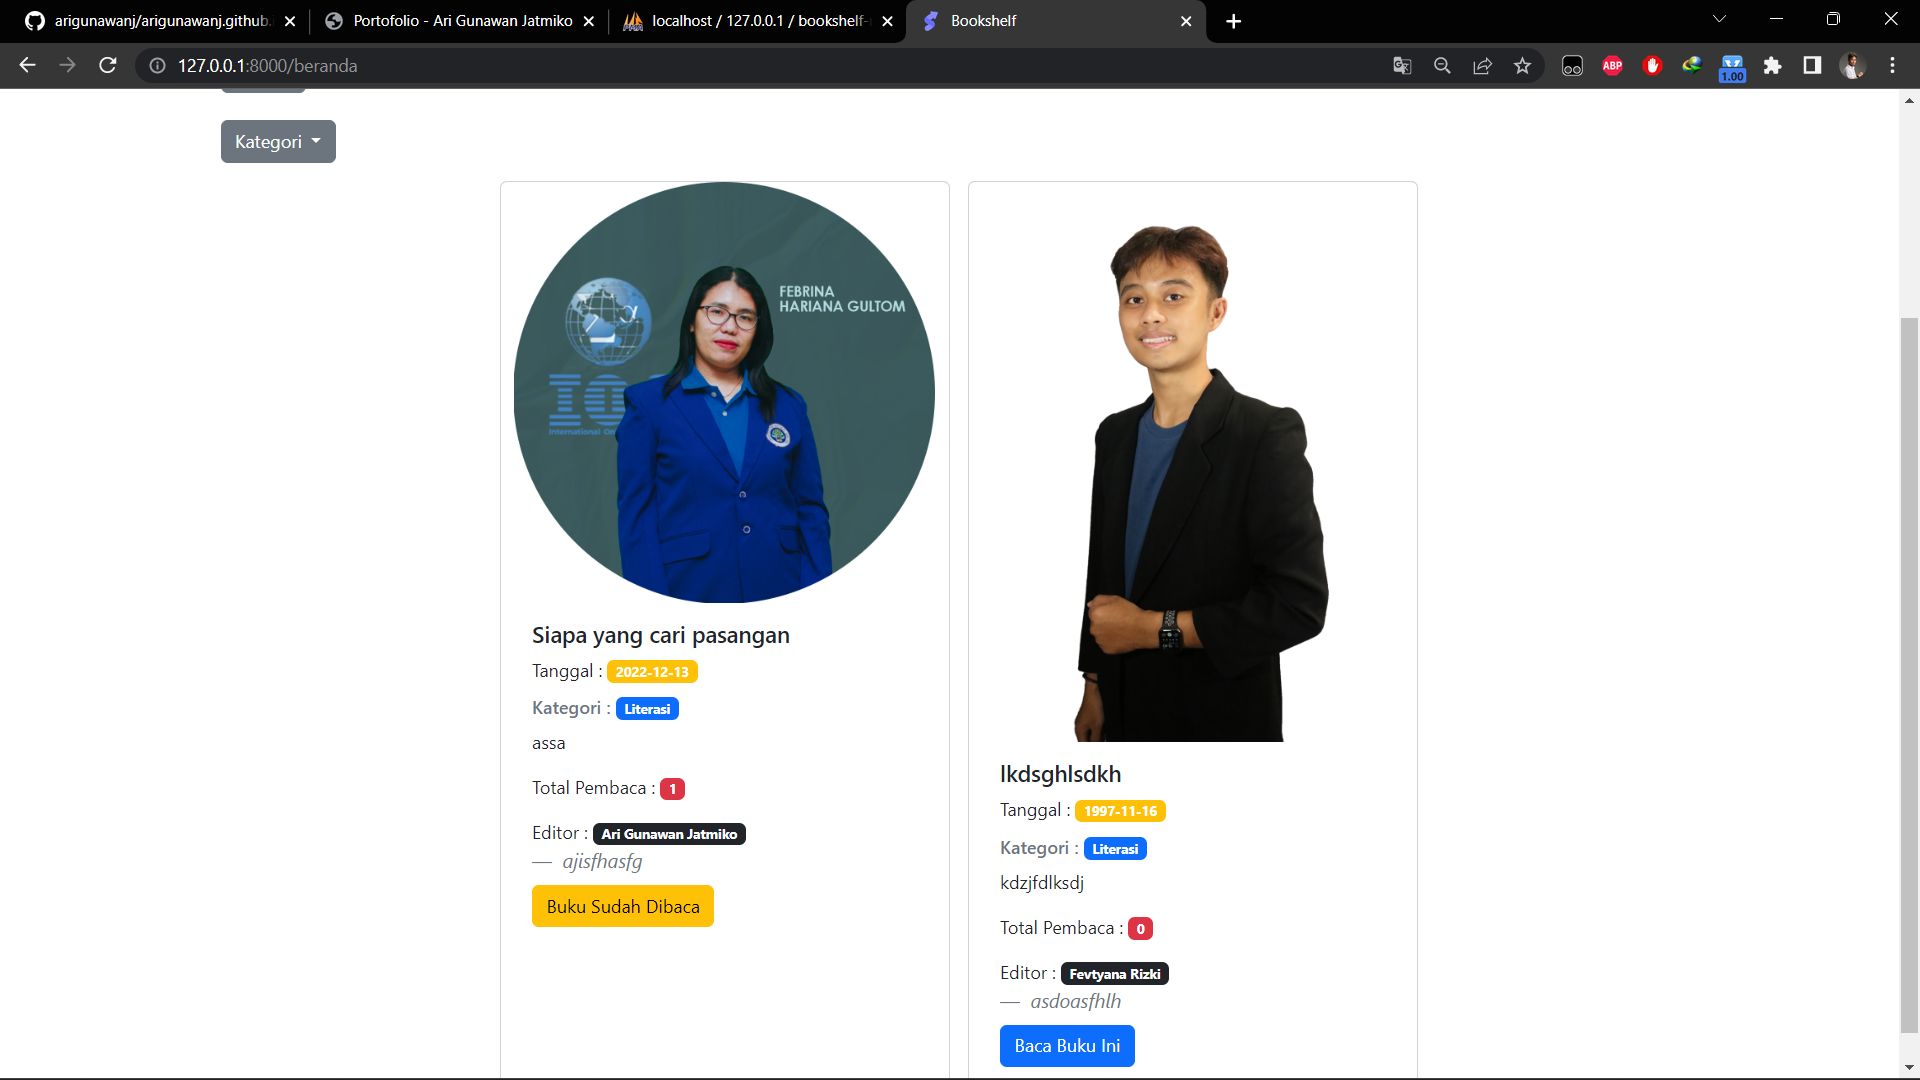 arigunawanj/arigunawanj.github.
Portofolio - Ari Gunawan Jatmiko
localhost / 127.0.0.1 / bookshelf-
Bookshelf
127.0.0.1:8000/beranda
ABP
1.00
Kategori
FEBRINA
HARIANA GULTOM
International On
Siapa yang cari pasangan
Tanggal : 2022-12-13
Kategori : Literasi
assa
Total Pembaca : 1
Editor : Ari Gunawan Jatmiko
— ajisfhasfg
Buku Sudah Dibaca
lkdsghlsdkh
Tanggal : 1997-11-16
Kategori : Literasi
kdzjfdlksdj
Total Pembaca : 0
Editor : Fevtyana Rizki
— asdoasfhlh
Baca Buku Ini